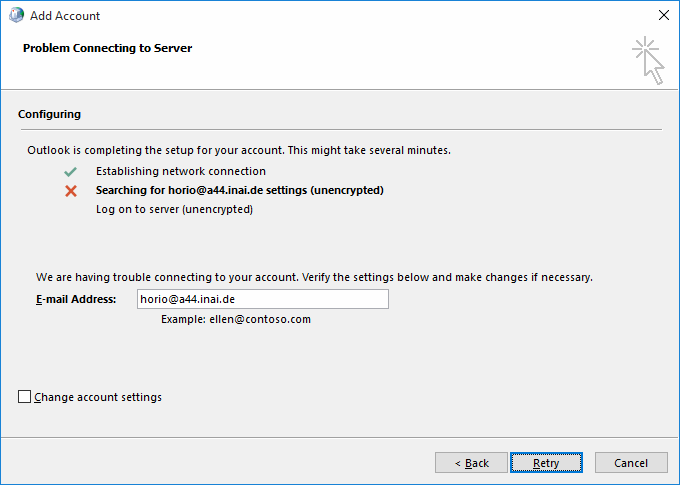 Add Account
Problem Connecting to Server
Configuring
Outlook is completing the setup for your account. This might take several minutes.
Establishing network connection
Searching for horio@a44.inai.de settings (unencrypted)
Log on to server (unencrypted)
We are having trouble connecting to your account. Verify the settings below and make changes if necessary.
E-mail Address: horio@a44.inai.de
Example: ellen@contoso.com
Change account settings
< Back Retry Cancel